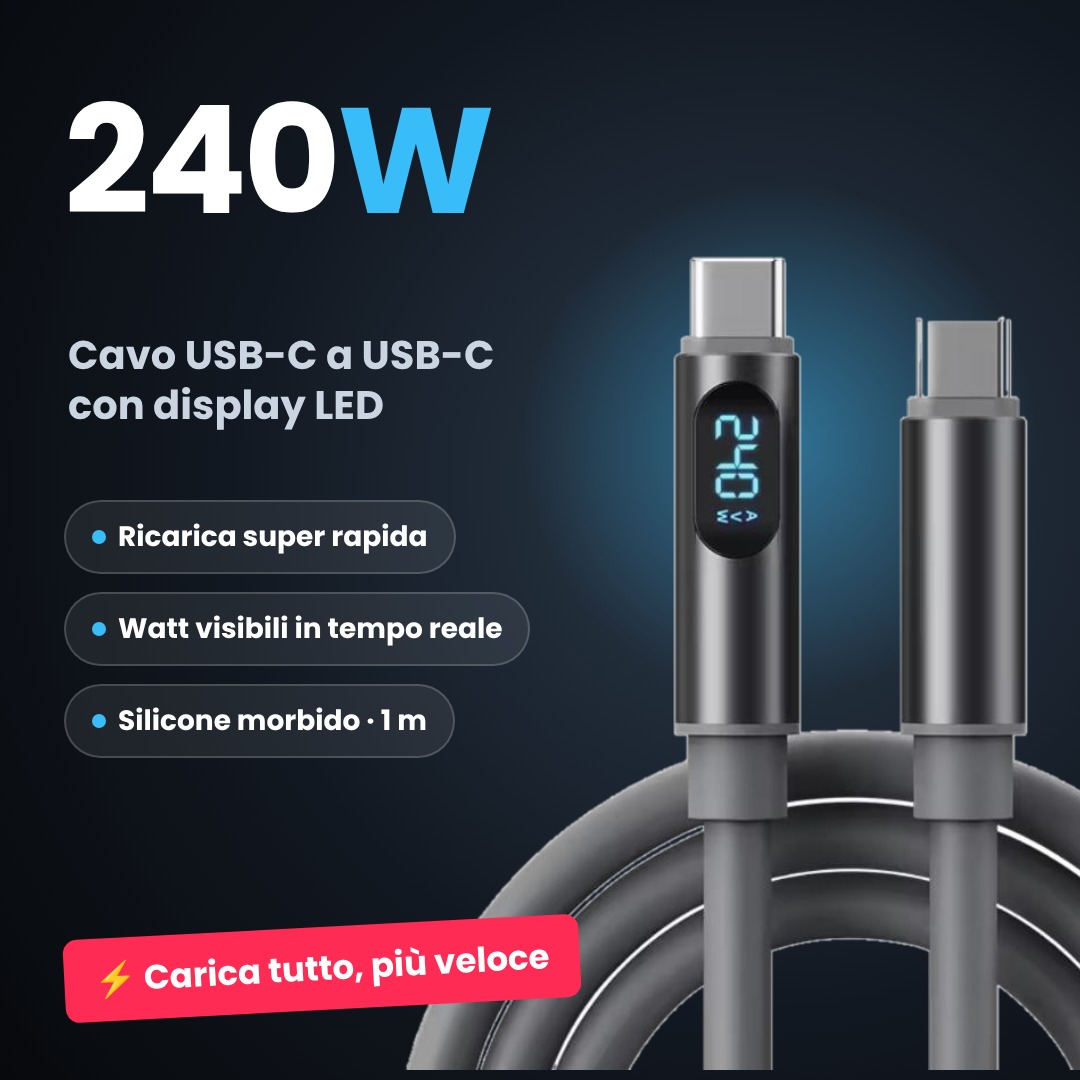 240W
Cavo USB-C a USB-C
con display LED
240
A V W
Ricarica super rapida
Watt visibili in tempo reale
Silicone morbido · 1 m
⚡ Carica tutto, più veloce